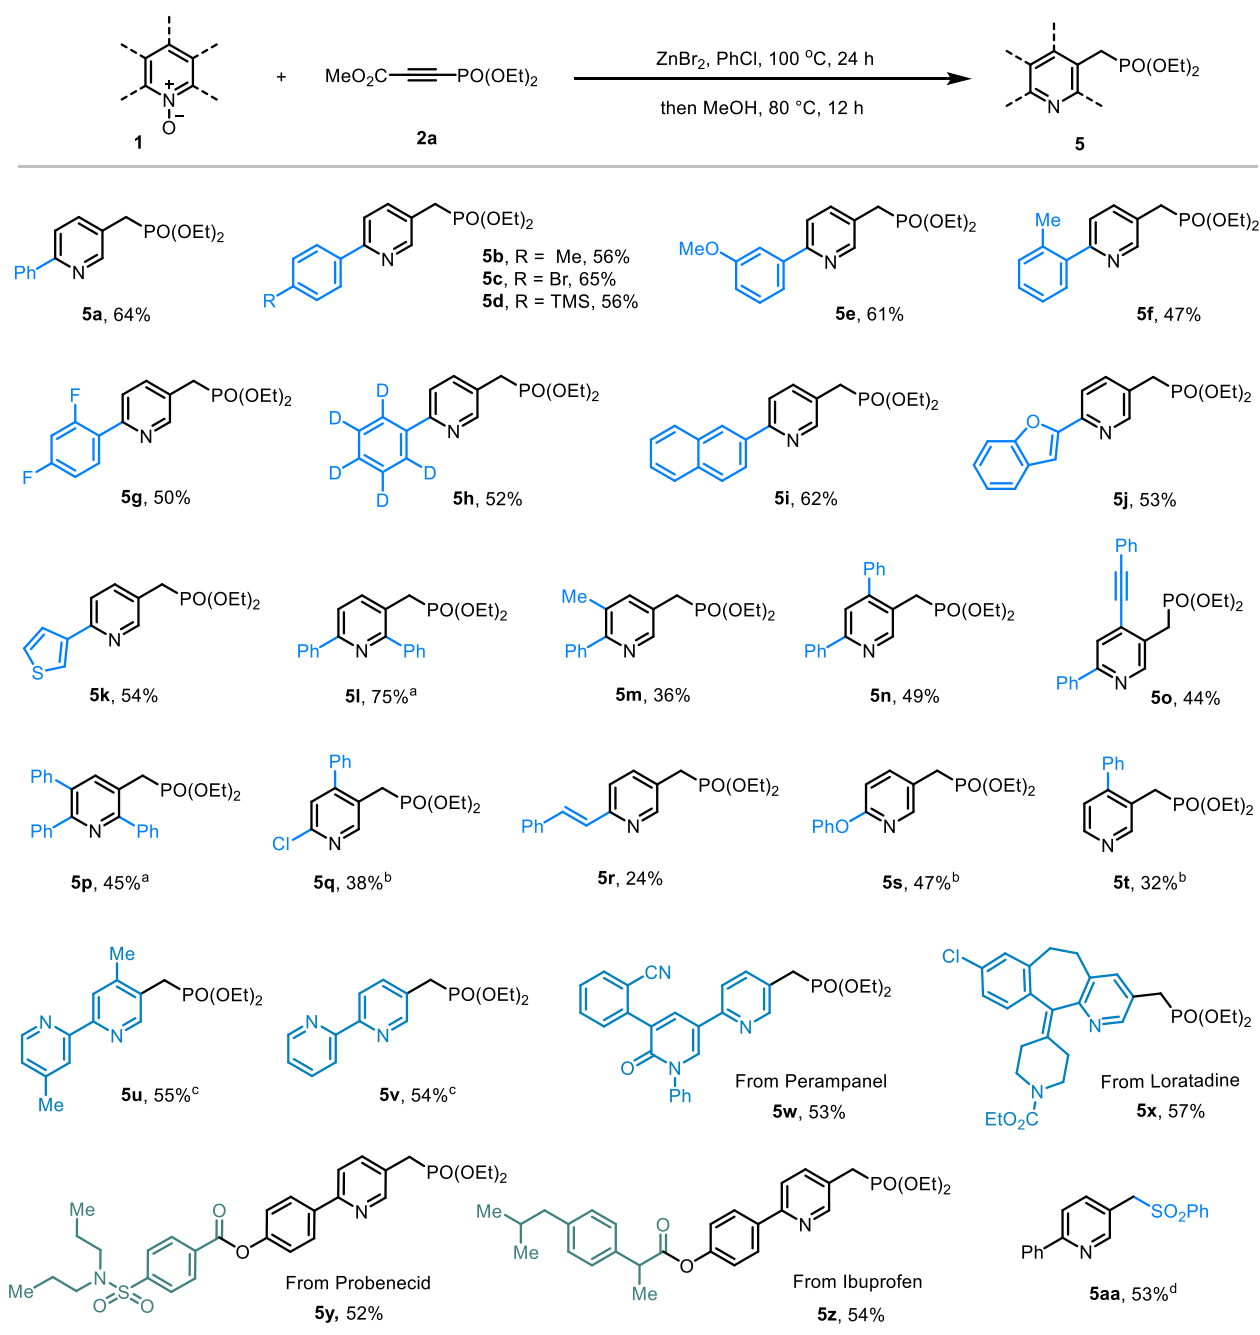 ZnBr2, PhCl, 100 °C, 24 h
then MeOH, 80 °C, 12 h
N
+
O
−
1
+
MeO2C
PO(OEt)2
2a
N
PO(OEt)2
5
Ph
N
PO(OEt)2
5a, 64%
R
N
PO(OEt)2
5b, R = Me, 56%
5c, R = Br, 65%
5d, R = TMS, 56%
MeO
N
PO(OEt)2
5e, 61%
Me
N
PO(OEt)2
5f, 47%
F
F
N
PO(OEt)2
5g, 50%
D
D
D
D
D
N
PO(OEt)2
5h, 52%
N
PO(OEt)2
5i, 62%
O
N
PO(OEt)2
5j, 53%
S
N
PO(OEt)2
5k, 54%
Ph
N
Ph
PO(OEt)2
5l, 75%a
Me
Ph
N
PO(OEt)2
5m, 36%
Ph
Ph
N
PO(OEt)2
5n, 49%
Ph
PO(OEt)2
Ph
N
5o, 44%
Ph
Ph
N
Ph
PO(OEt)2
5p, 45%a
Ph
Cl
N
PO(OEt)2
5q, 38%b
Ph
N
PO(OEt)2
5r, 24%
PhO
N
PO(OEt)2
5s, 47%b
Ph
N
PO(OEt)2
5t, 32%b
Me
N
N
Me
PO(OEt)2
5u, 55%c
N
N
PO(OEt)2
5v, 54%c
CN
O
N
Ph
N
PO(OEt)2
From Perampanel
5w, 53%
Cl
N
PO(OEt)2
N
EtO2C
From Loratadine
5x, 57%
Me
Me
N
S
O
O
O
O
N
PO(OEt)2
From Probenecid
5y, 52%
Me
Me
Me
O
O
N
PO(OEt)2
From Ibuprofen
5z, 54%
Ph
N
SO2Ph
5aa, 53%d